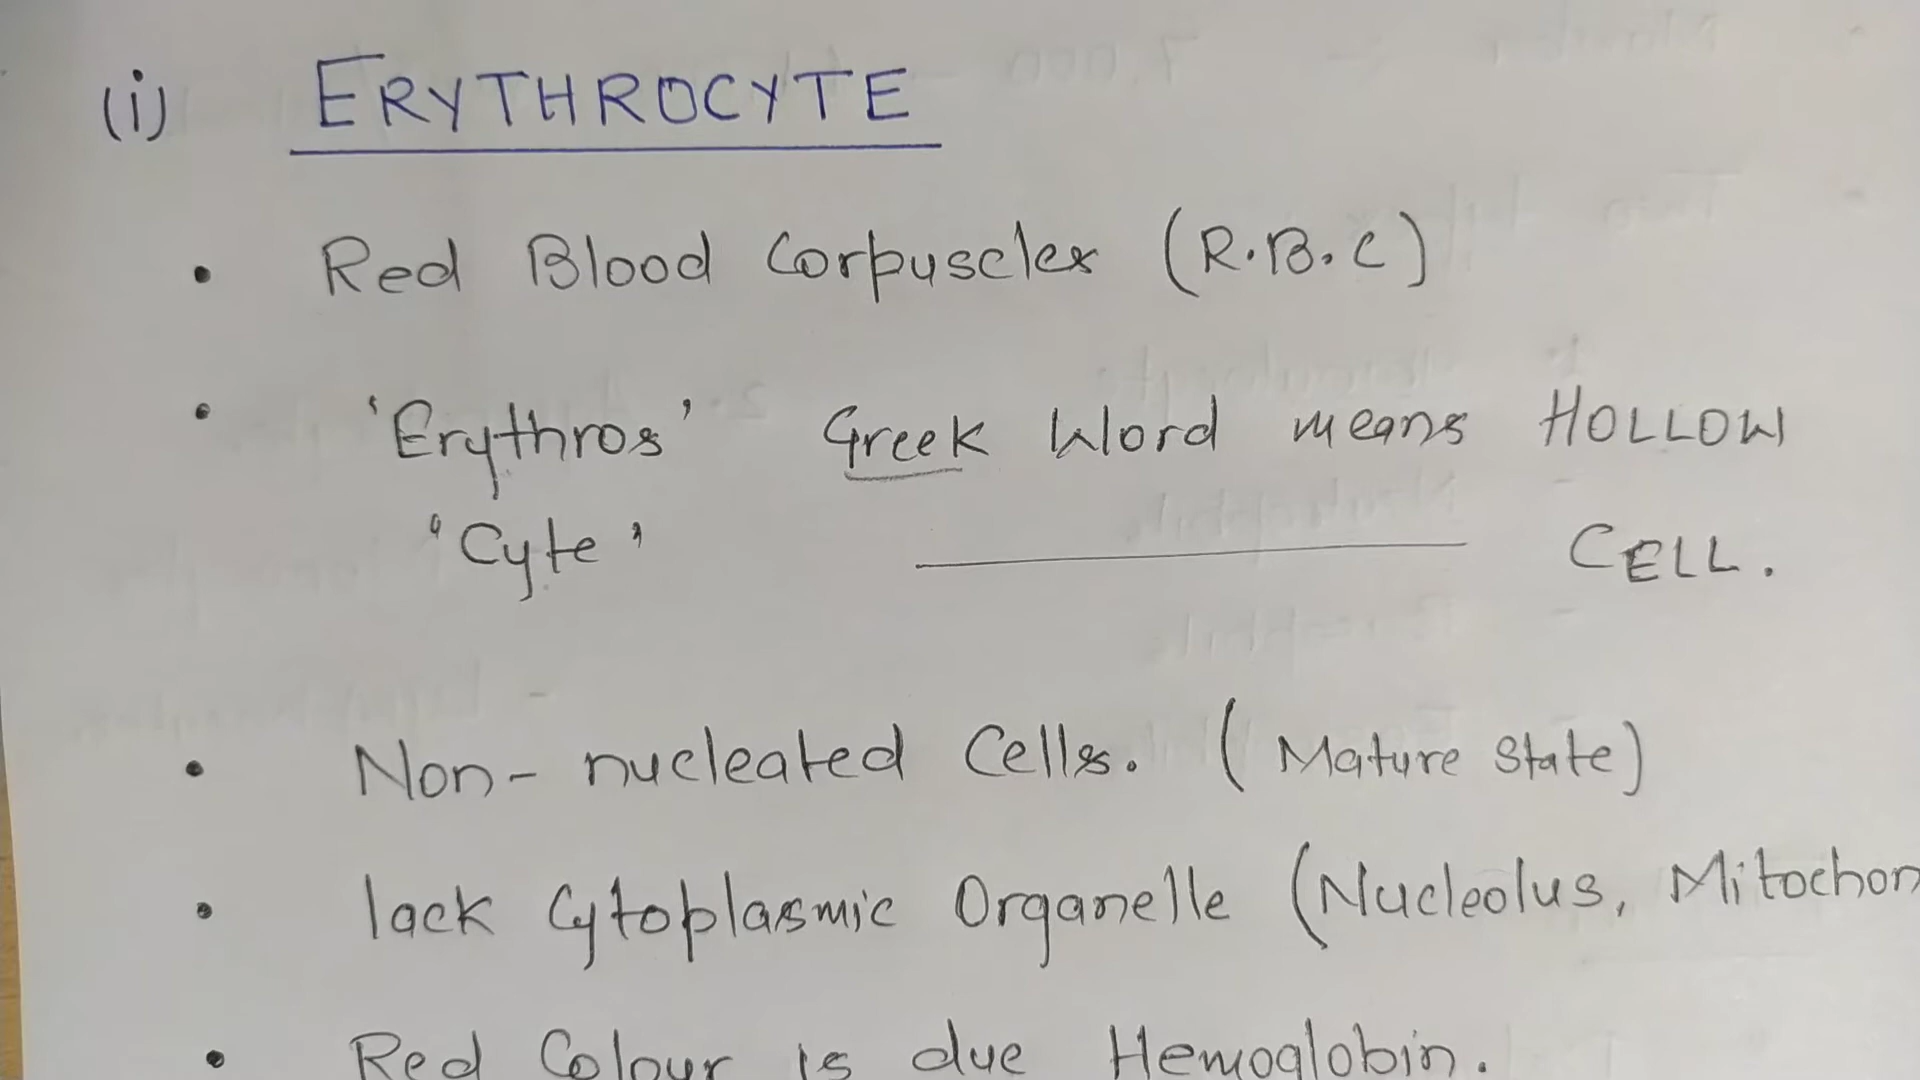 (i) ERYTHROCYTE
• Red Blood Corpuscles (R.B.C)
• 'Erythros' Greek Word means HOLLOW
'Cyte' ———— CELL.
• Non-nucleated Cells. (Mature State)
• lack Cytoplasmic Organelle (Nucleolus, Mitochon
• Red Colour is due Hemoglobin.